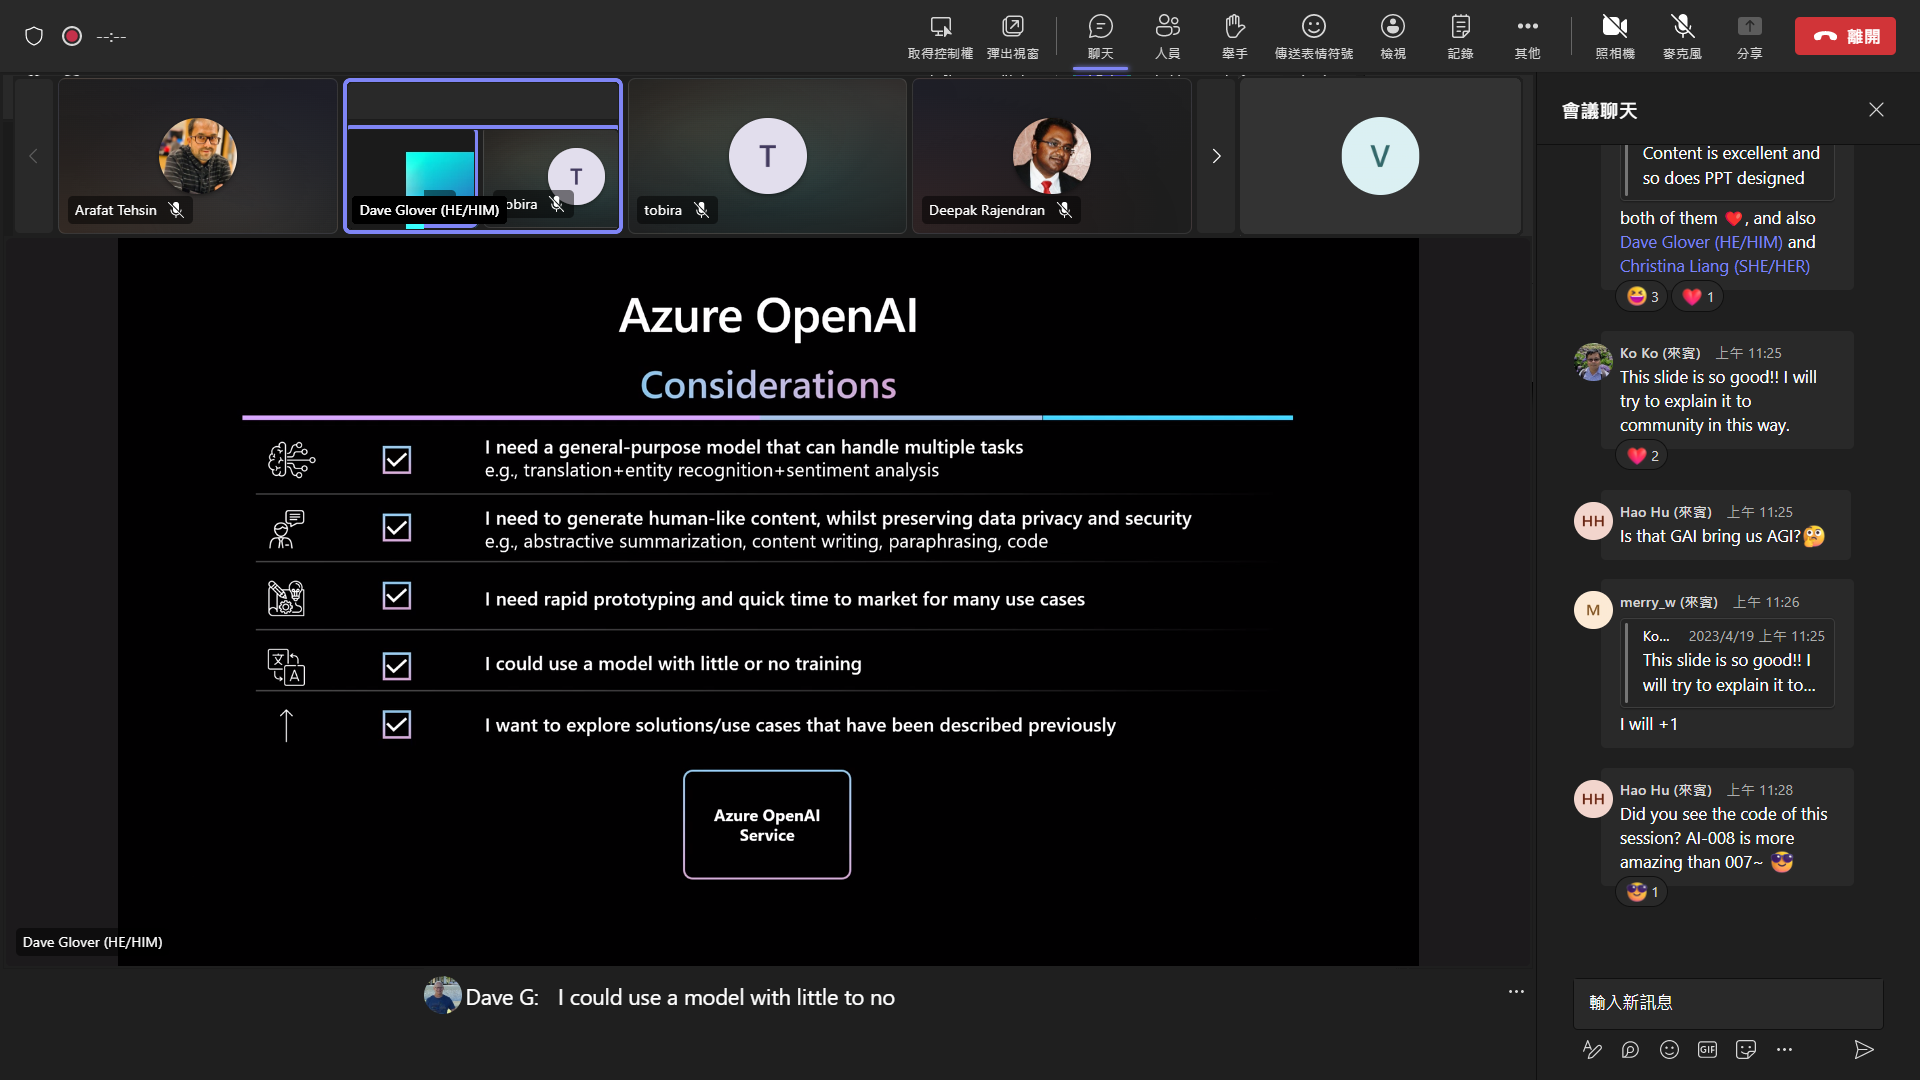 --:--
取得控制權
彈出視窗
聊天
人員
舉手
傳送表情符號
檢視
記錄
其他
照相機
麥克風
分享
離開
Arafat Tehsin
T
obira
Dave Glover (HE/HIM)
T
tobira
Deepak Rajendran
V
Azure OpenAI
Considerations
I need a general-purpose model that can handle multiple tasks
e.g., translation+entity recognition+sentiment analysis
I need to generate human-like content, whilst preserving data privacy and security
e.g., abstractive summarization, content writing, paraphrasing, code
I need rapid prototyping and quick time to market for many use cases
文
A
I could use a model with little or no training
I want to explore solutions/use cases that have been described previously
Azure OpenAI
Service
Dave Glover (HE/HIM)
Dave G: I could use a model with little to no
會議聊天
Content is excellent and
so does PPT designed
both of them ❤️, and also
Dave Glover (HE/HIM) and
Christina Liang (SHE/HER)
3
1
Ko Ko (來賓) 上午 11:25
This slide is so good!! I will
try to explain it to
community in this way.
2
HH
Hao Hu (來賓) 上午 11:25
Is that GAI bring us AGI?🤔
M
merry_w (來賓) 上午 11:26
Ko... 2023/4/19 上午 11:25
This slide is so good!! I
will try to explain it to...
I will +1
HH
Hao Hu (來賓) 上午 11:28
Did you see the code of this
session? AI-008 is more
amazing than 007~ 😎
1
輸入新訊息
GIF